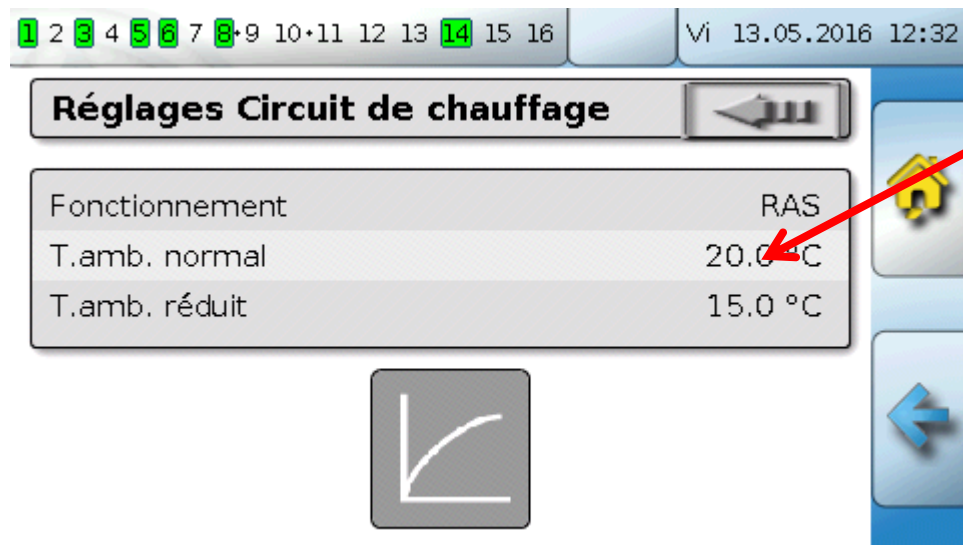 1 2 3 4 5 6 7 8·9 10·11 12 13 14 15 16 Vi 13.05.2016 12:32
Réglages Circuit de chauffage
Fonctionnement RAS
T.amb. normal 20.0 °C
T.amb. réduit 15.0 °C